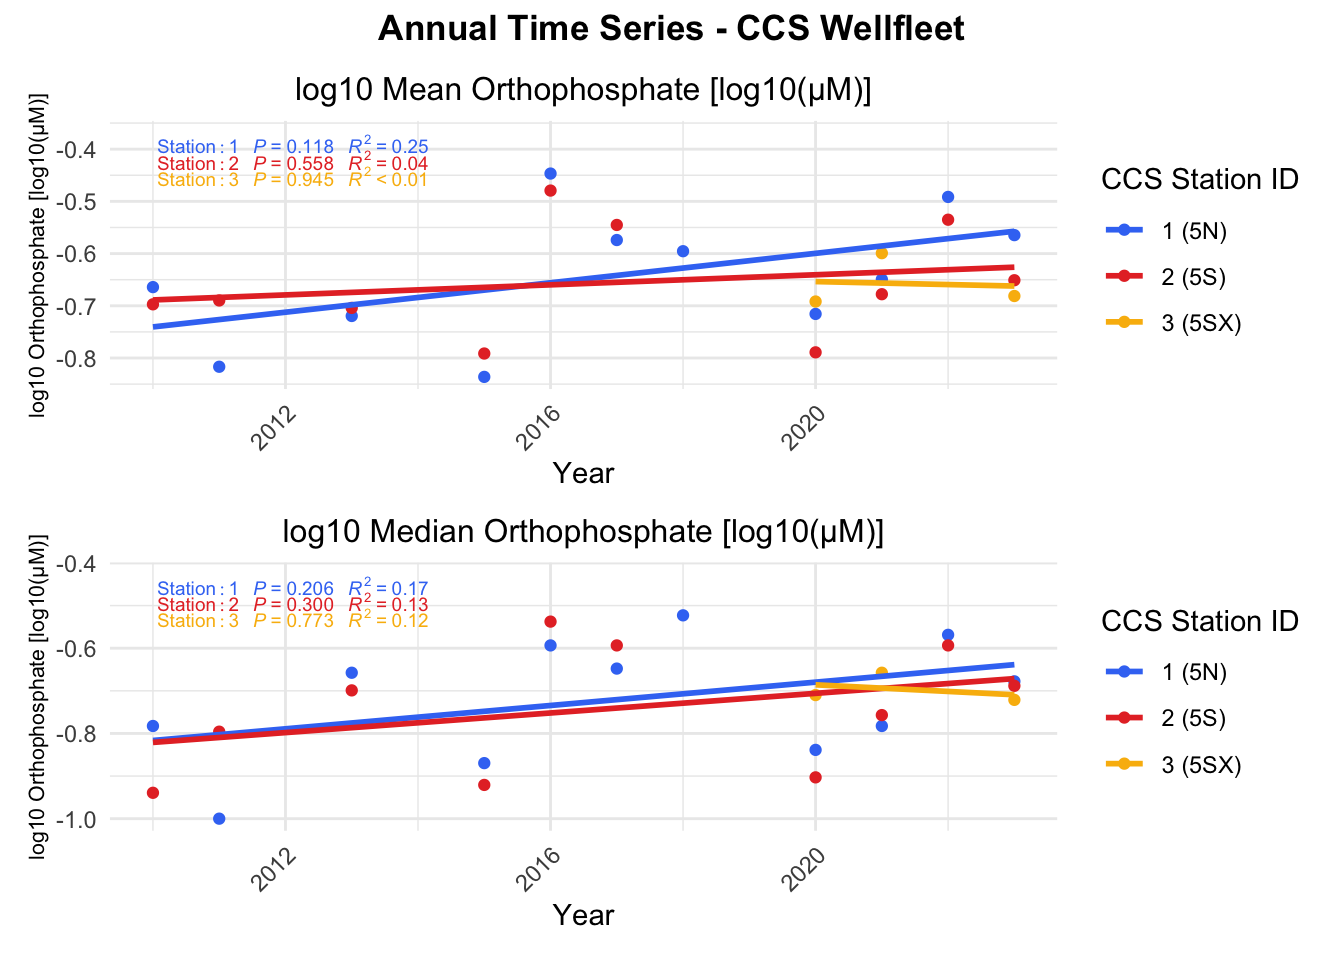 Annual Time Series - CCS Wellfleet
log10 Mean Orthophosphate [log10(µM)]
log10 Orthophosphate [log10(µM)]
-0.4
-0.5
-0.6
-0.7
-0.8
Station : 1 P = 0.118 R² = 0.25
Station : 2 P = 0.558 R² = 0.04
Station : 3 P = 0.945 R² < 0.01
2012
2016
2020
Year
CCS Station ID
1 (5N)
2 (5S)
3 (5SX)
log10 Median Orthophosphate [log10(µM)]
log10 Orthophosphate [log10(µM)]
-0.4
-0.6
-0.8
-1.0
Station : 1 P = 0.206 R² = 0.17
Station : 2 P = 0.300 R² = 0.13
Station : 3 P = 0.773 R² = 0.12
2012
2016
2020
Year
CCS Station ID
1 (5N)
2 (5S)
3 (5SX)